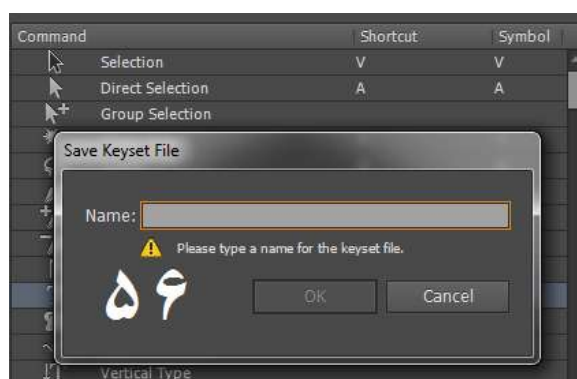 Command Shortcut Symbol
Selection V V
Direct Selection A A
Group Selection
Save Keyset File
Name:
Please type a name for the keyset file.
۵۶
OK Cancel
Vertical Type